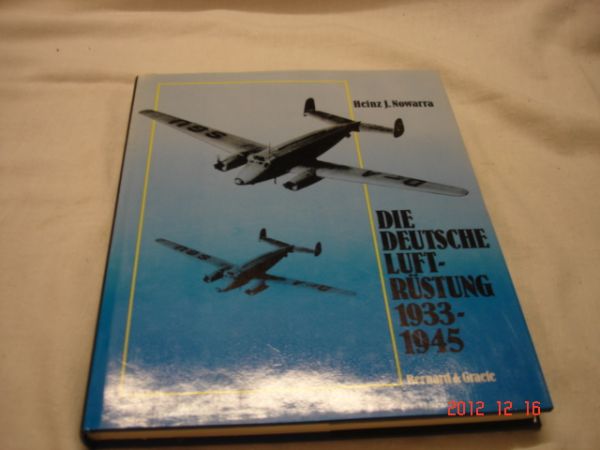 Heinz J. Nowarra
DIE
DEUTSCHE
LUFT-
RÜSTUNG
1933-
1945
Bernard & Graefe
2012 12 16